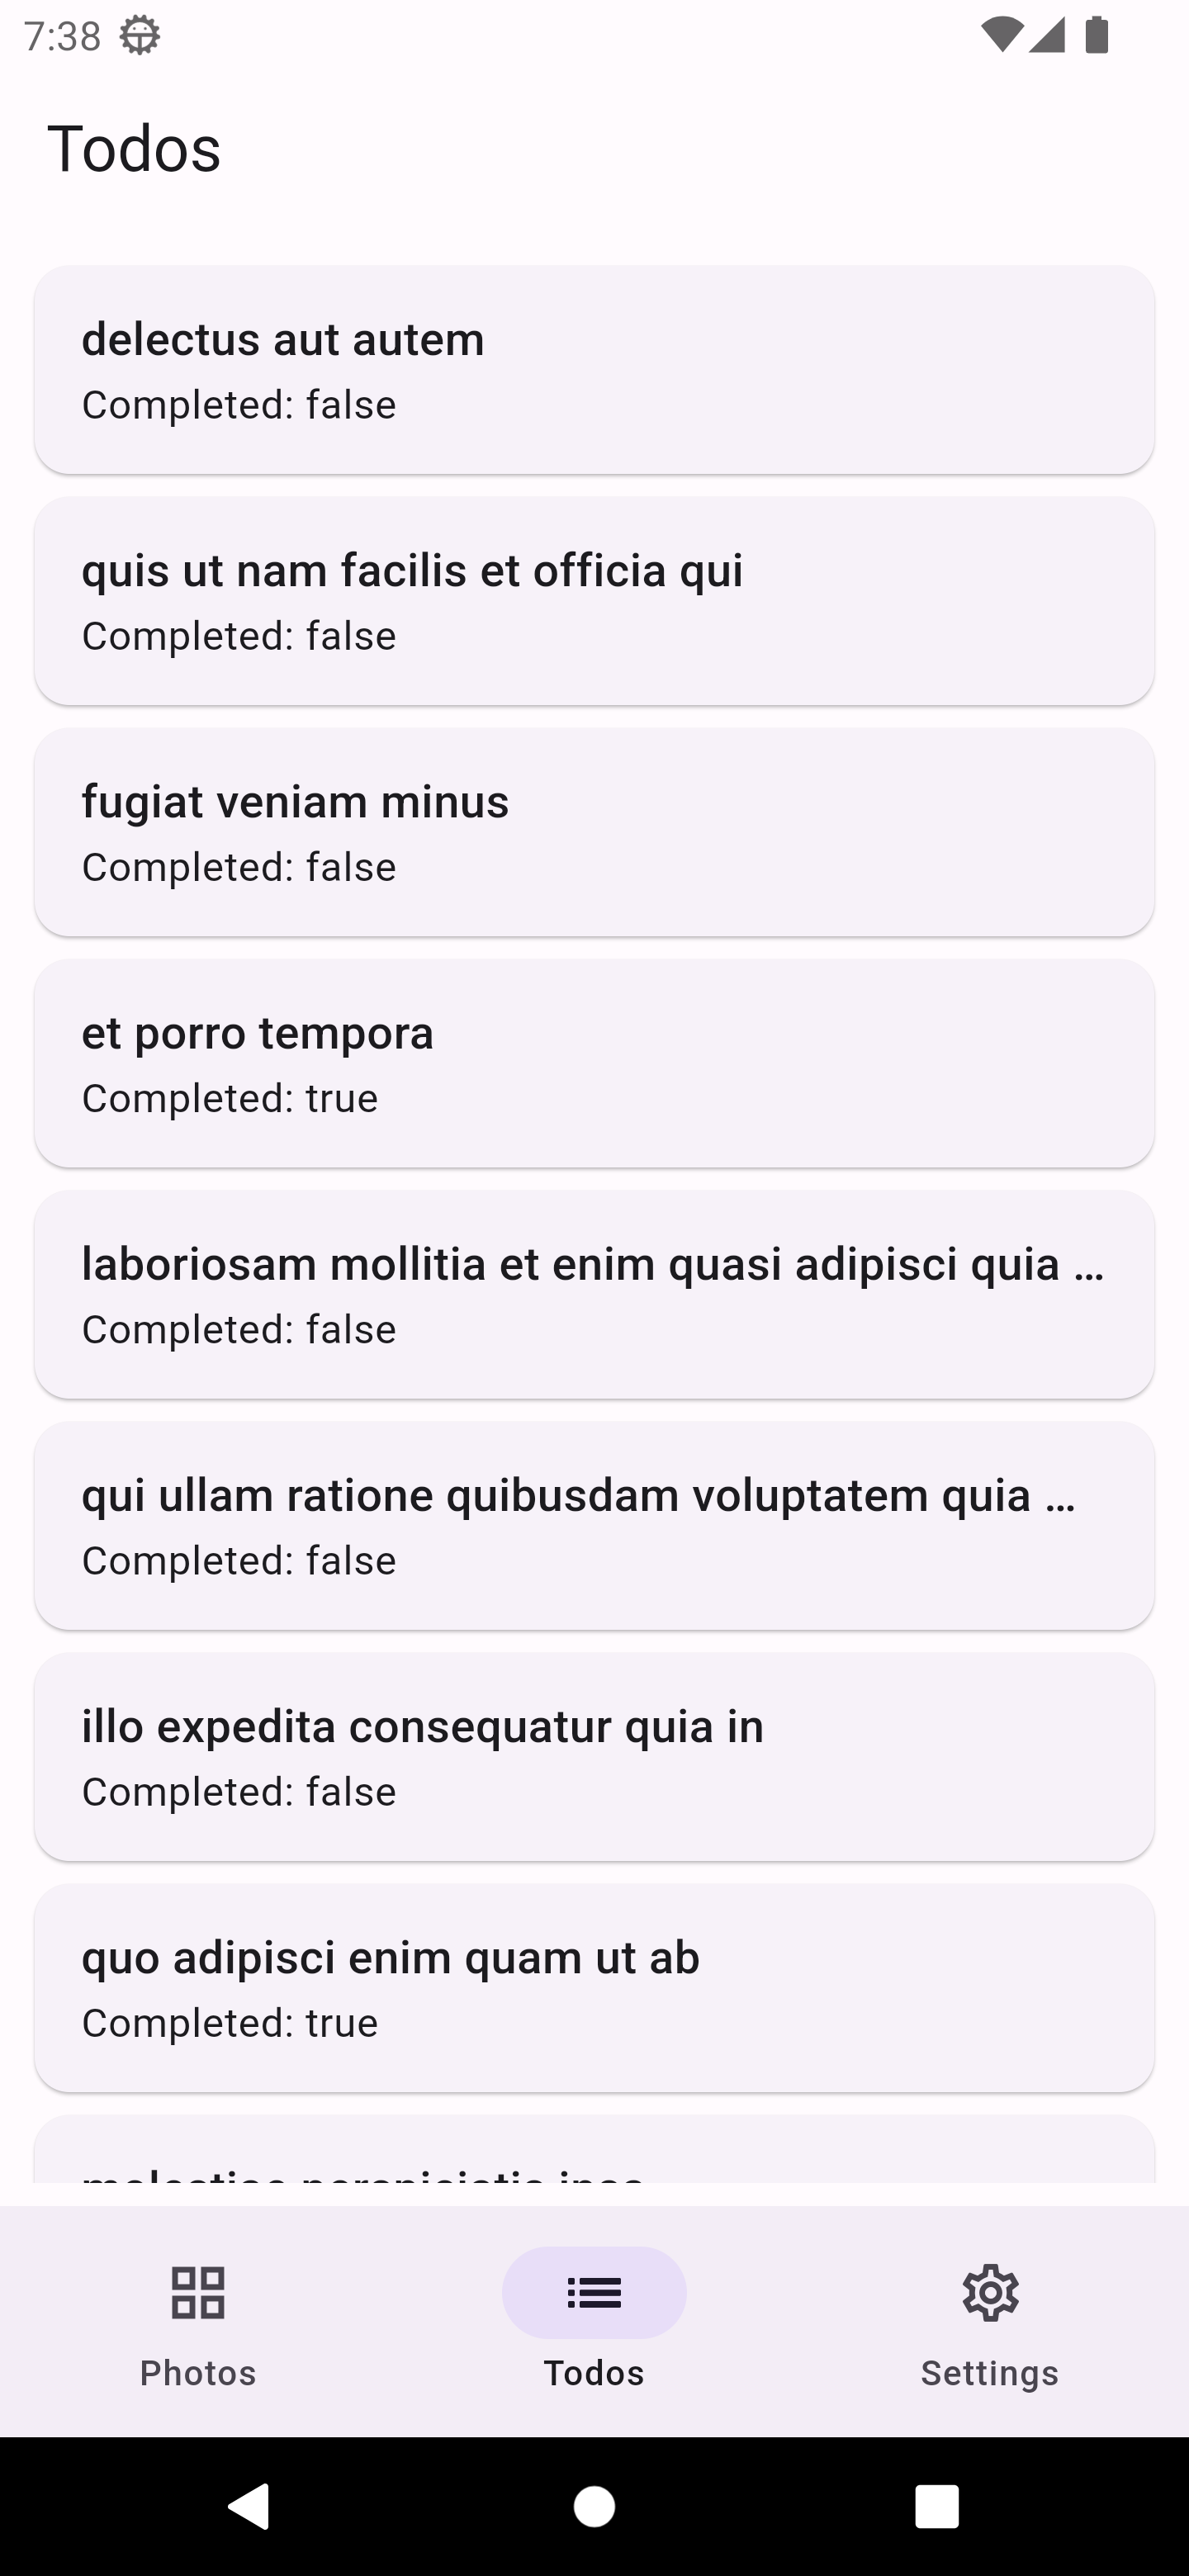 7:38
Todos
delectus aut autem
Completed: false
quis ut nam facilis et officia qui
Completed: false
fugiat veniam minus
Completed: false
et porro tempora
Completed: true
laboriosam mollitia et enim quasi adipisci quia ...
Completed: false
qui ullam ratione quibusdam voluptatem quia ...
Completed: false
illo expedita consequatur quia in
Completed: false
quo adipisci enim quam ut ab
Completed: true
molestiae perspiciatis ipsa
Photos
Todos
Settings